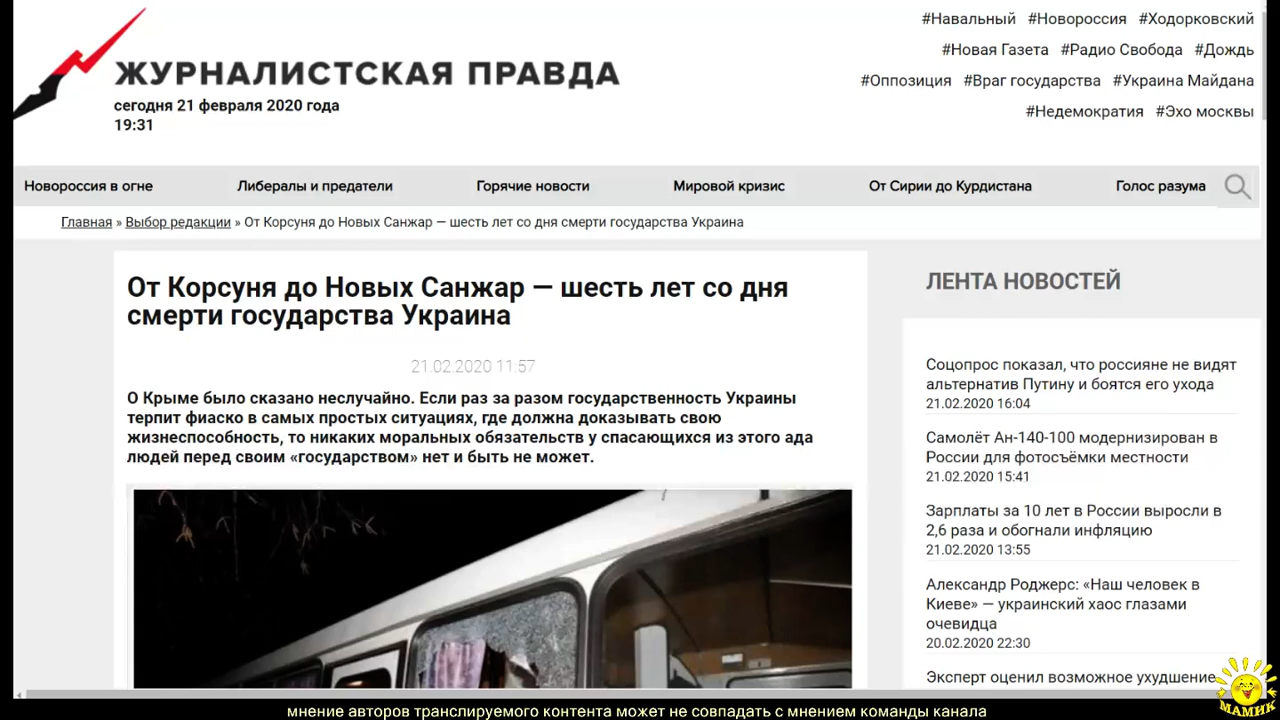 ЖУРНАЛИСТСКАЯ ПРАВДА
сегодня 21 февраля 2020 года
19:31
#Навальный #Новороссия #Ходорковский
#Новая Газета #Радио Свобода #Дождь
#Оппозиция #Враг государства #Украина Майдана
#Недемократия #Эхо москвы
Новороссия в огне Либералы и предатели Горячие новости Мировой кризис От Сирии до Курдистана Голос разума
Главная » Выбор редакции » От Корсуня до Новых Санжар — шесть лет со дня смерти государства Украина
От Корсуня до Новых Санжар — шесть лет со дня
смерти государства Украина
21.02.2020 11:57
О Крыме было сказано неслучайно. Если раз за разом государственность Украины
терпит фиаско в самых простых ситуациях, где должна доказывать свою
жизнеспособность, то никаких моральных обязательств у спасающихся из этого ада
людей перед своим «государством» нет и быть не может.
ЛЕНТА НОВОСТЕЙ
Соцопрос показал, что россияне не видят
альтернатив Путину и боятся его ухода
21.02.2020 16:04
Самолёт Ан-140-100 модернизирован в
России для фотосъёмки местности
21.02.2020 15:41
Зарплаты за 10 лет в России выросли в
2,6 раза и обогнали инфляцию
21.02.2020 13:55
Александр Роджерс: «Наш человек в
Киеве» — украинский хаос глазами
очевидца
20.02.2020 22:30
Эксперт оценил возможное ухудшение
МАМИК
мнение авторов транслируемого контента может не совпадать с мнением команды канала